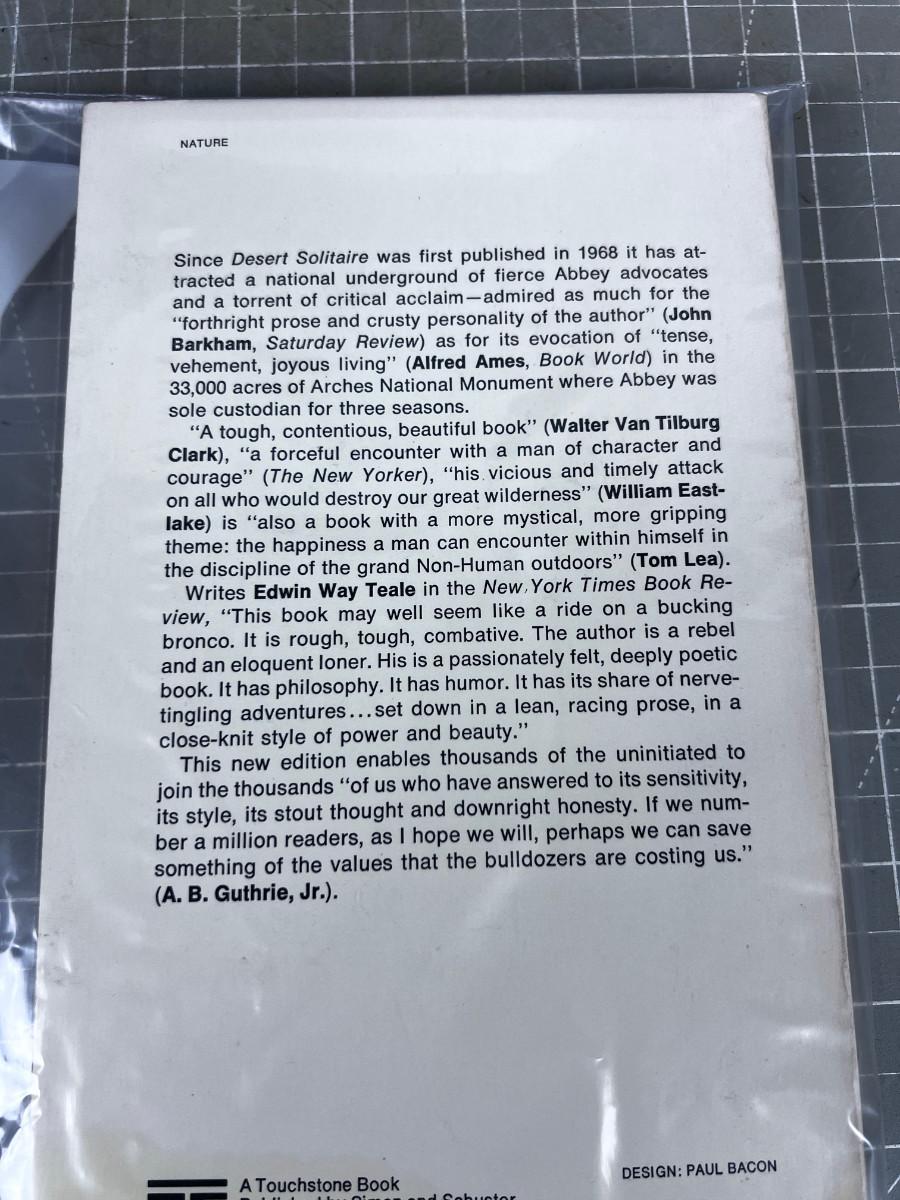 NATURE
Since Desert Solitaire was first published in 1968 it has at-
tracted a national underground of fierce Abbey advocates
and a torrent of critical acclaim—admired as much for the
“forthright prose and crusty personality of the author” (John
Barkham, Saturday Review) as for its evocation of “tense,
vehement, joyous living” (Alfred Ames, Book World) in the
33,000 acres of Arches National Monument where Abbey was
sole custodian for three seasons.
“A tough, contentious, beautiful book” (Walter Van Tilburg
Clark), “a forceful encounter with a man of character and
courage” (The New Yorker), “his vicious and timely attack
on all who would destroy our great wilderness” (William East-
lake) is “also a book with a more mystical, more gripping
theme: the happiness a man can encounter within himself in
the discipline of the grand Non-Human outdoors” (Tom Lea).
Writes Edwin Way Teale in the New York Times Book Re-
view, “This book may well seem like a ride on a bucking
bronco. It is rough, tough, combative. The author is a rebel
and an eloquent loner. His is a passionately felt, deeply poetic
book. It has philosophy. It has humor. It has its share of nerve-
tingling adventures...set down in a lean, racing prose, in a
close-knit style of power and beauty.”
This new edition enables thousands of the uninitiated to
join the thousands “of us who have answered to its sensitivity,
its style, its stout thought and downright honesty. If we num-
ber a million readers, as I hope we will, perhaps we can save
something of the values that the bulldozers are costing us.”
(A. B. Guthrie, Jr.).
DESIGN: PAUL BACON
A Touchstone Book
Published by Simon and Schuster